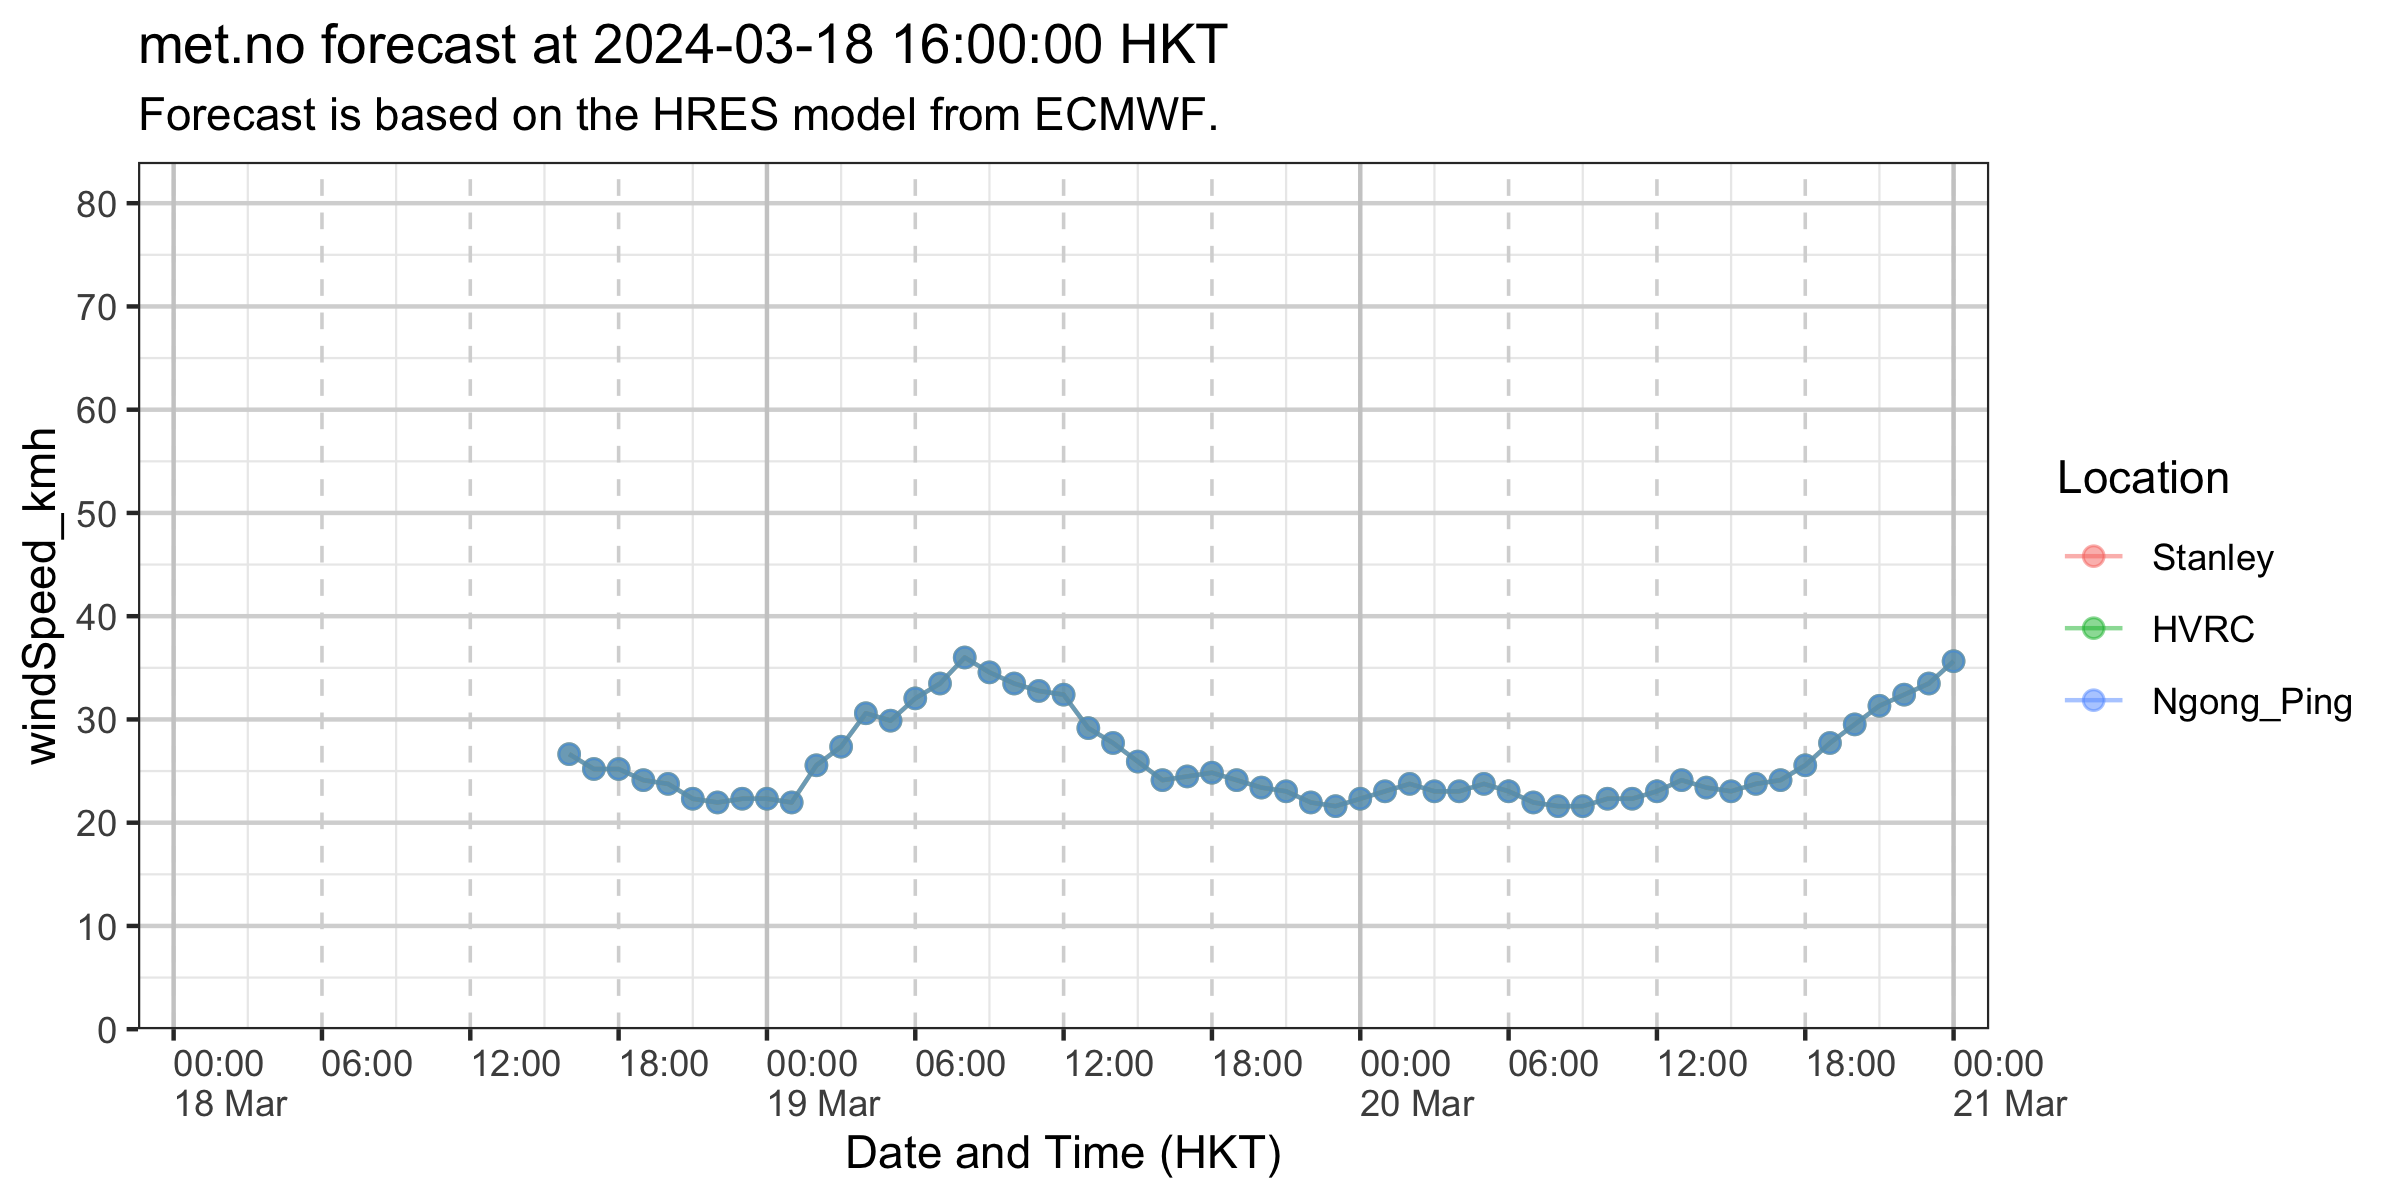 met.no forecast at 2024-03-18 16:00:00 HKT
Forecast is based on the HRES model from ECMWF.
windSpeed_kmh
80
70
60
50
40
30
20
10
0
00:00 06:00 12:00 18:00 00:00 06:00 12:00 18:00 00:00 06:00 12:00 18:00 00:00
18 Mar 19 Mar 20 Mar 21 Mar
Date and Time (HKT)
Location
Stanley
HVRC
Ngong_Ping